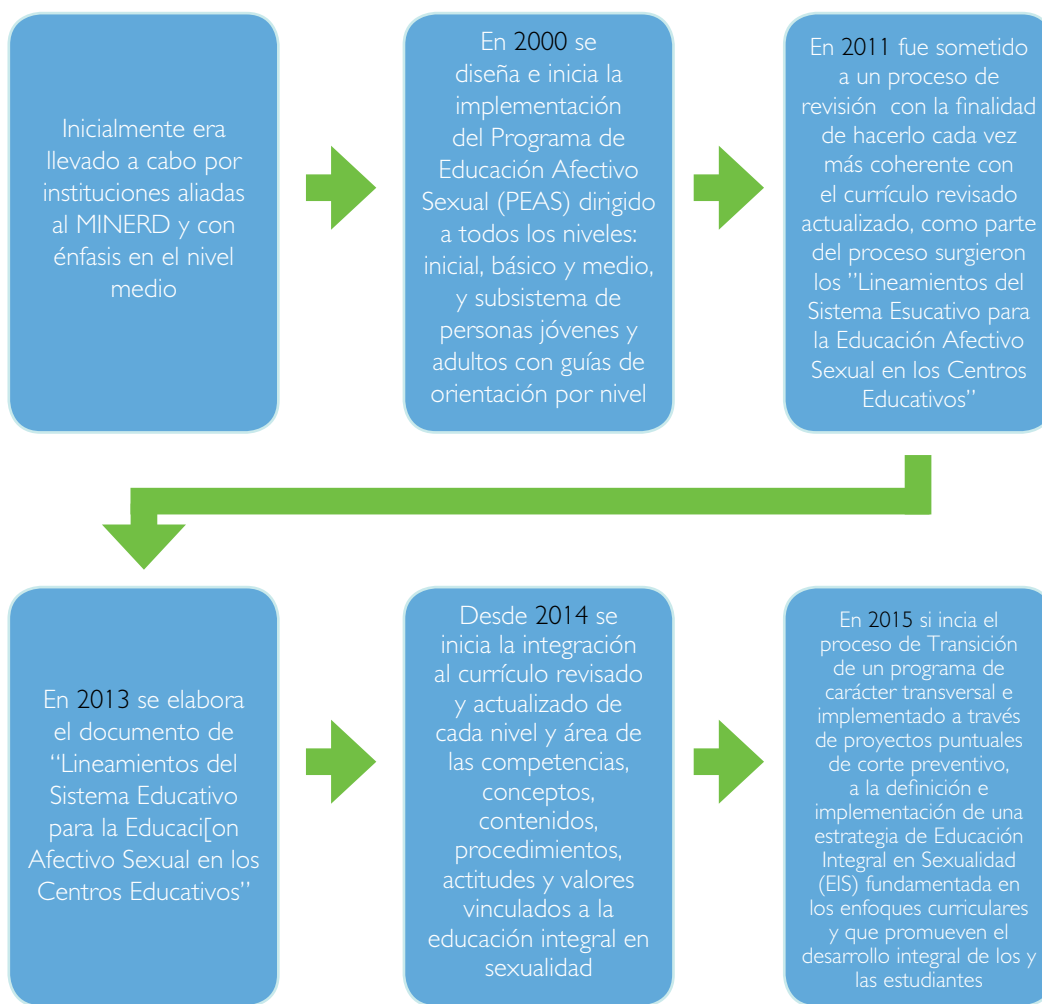 Inicialmente era
llevado a cabo por
instituciones aliadas
al MINERD y con
énfasis en el nivel
medio
En 2000 se
diseña e inicia la
implementación
del Programa de
Educación Afectivo
Sexual (PEAS) dirigido
a todos los niveles:
inicial, básico y medio,
y subsistema de
personas jóvenes y
adultos con guías de
orientación por nivel
En 2011 fue sometido
a un proceso de
revisión con la finalidad
de hacerlo cada vez
más coherente con
el currículo revisado
actualizado, como parte
del proceso surgieron
los ”Lineamientos del
Sistema Esucativo para
la Educación Afectivo
Sexual en los Centros
Educativos”
En 2013 se elabora
el documento de
“Lineamientos del
Sistema Educativo
para la Educaci[on
Afectivo Sexual en los
Centros Educativos”
Desde 2014 se
inicia la integración
al currículo revisado
y actualizado de
cada nivel y área de
las competencias,
conceptos,
contenidos,
procedimientos,
actitudes y valores
vinculados a la
educación integral en
sexualidad
En 2015 si incia el
proceso de Transición
de un programa de
carácter transversal e
implementado a través
de proyectos puntuales
de corte preventivo,
a la definición e
implementación de una
estrategia de Educación
Integral en Sexualidad
(EIS) fundamentada en
los enfoques curriculares
y que promueven el
desarrollo integral de los y
las estudiantes